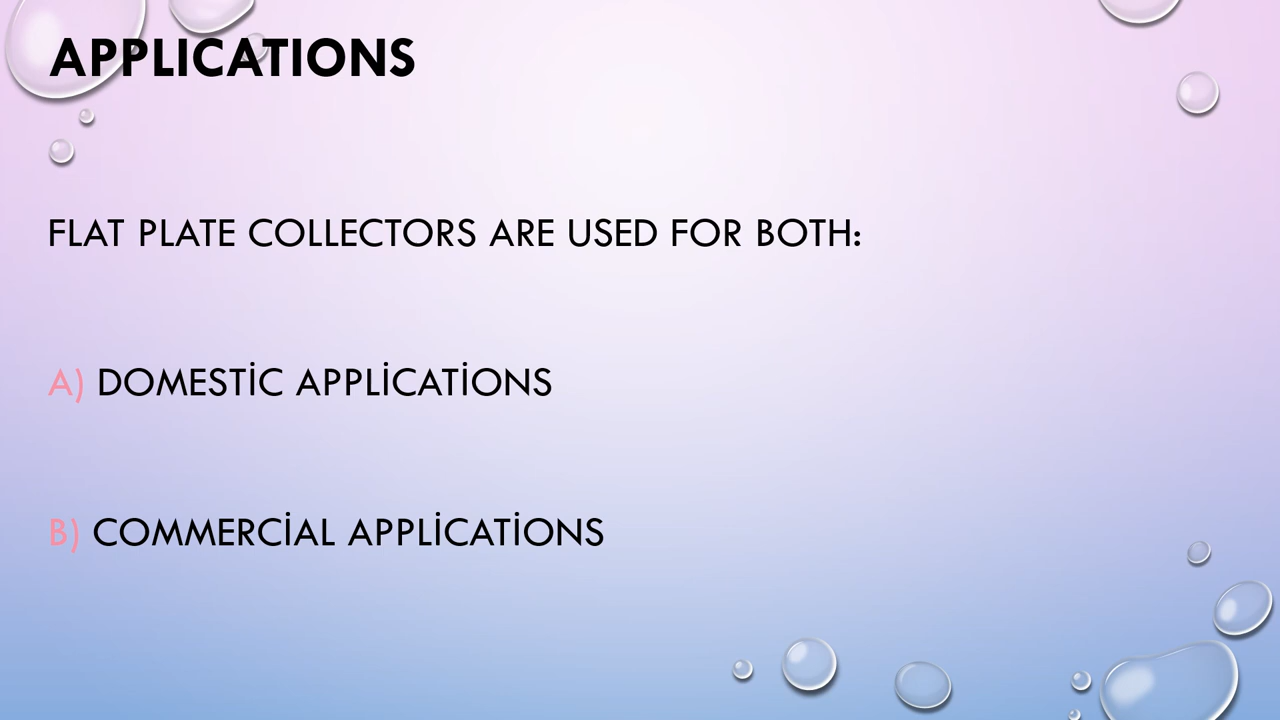 APPLICATIONS
FLAT PLATE COLLECTORS ARE USED FOR BOTH:
A) DOMESTİC APPLİCATİONS
B) COMMERCİAL APPLİCATİONS